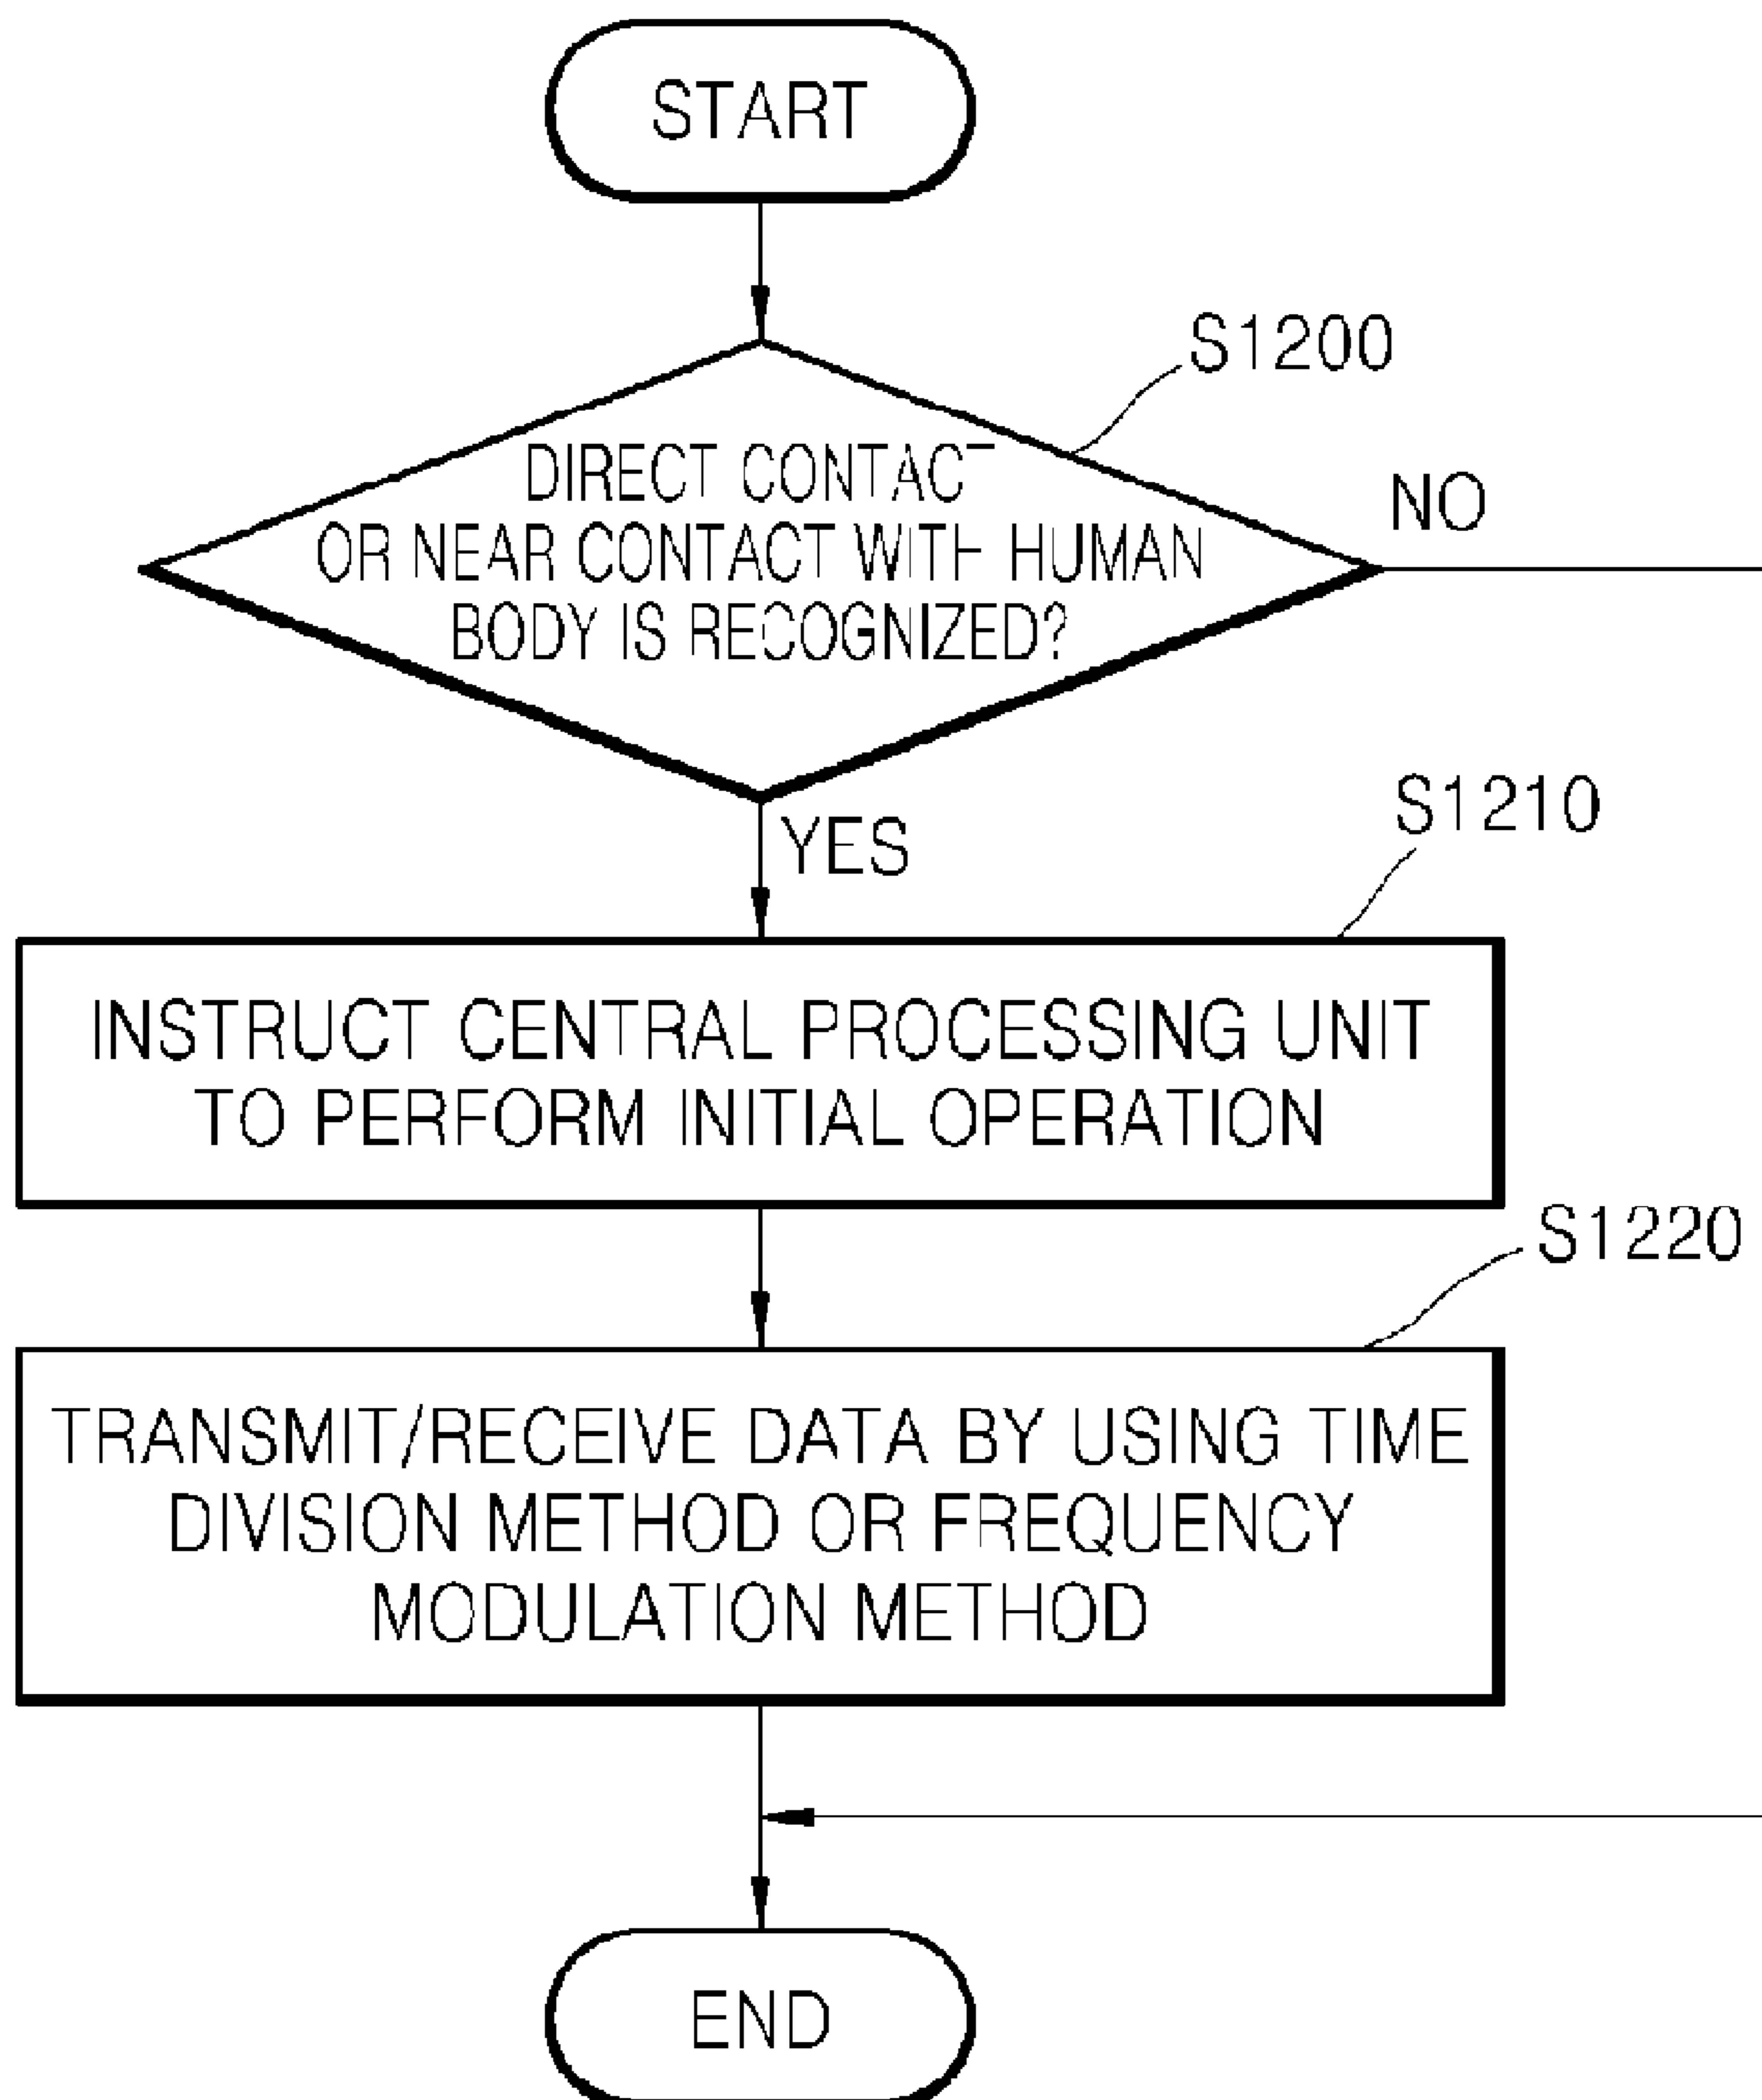 START
S1200
DIRECT CONTACT
OR NEAR CONTACT WITH HUMAN
BODY IS RECOGNIZED?
NO
YES
S1210
INSTRUCT CENTRAL PROCESSING UNIT
TO PERFORM INITIAL OPERATION
S1220
TRANSMIT/RECEIVE DATA BY USING TIME
DIVISION METHOD OR FREQUENCY
MODULATION METHOD
END